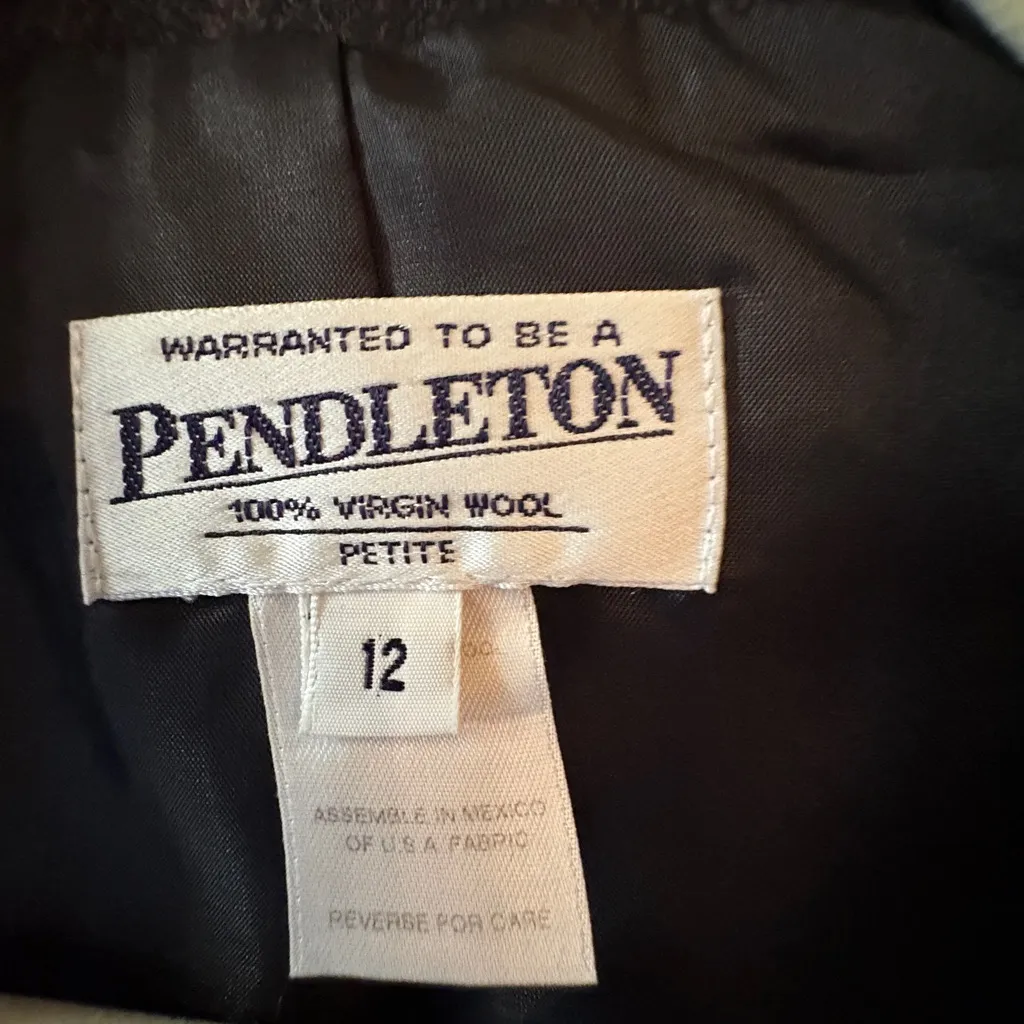 WARRANTED TO BE A
PENDLETON
100% VIRGIN WOOL
PETITE
12
ASSEMBLE IN MEXICO
OF U.S.A FABRIC
REVERSE FOR CARE